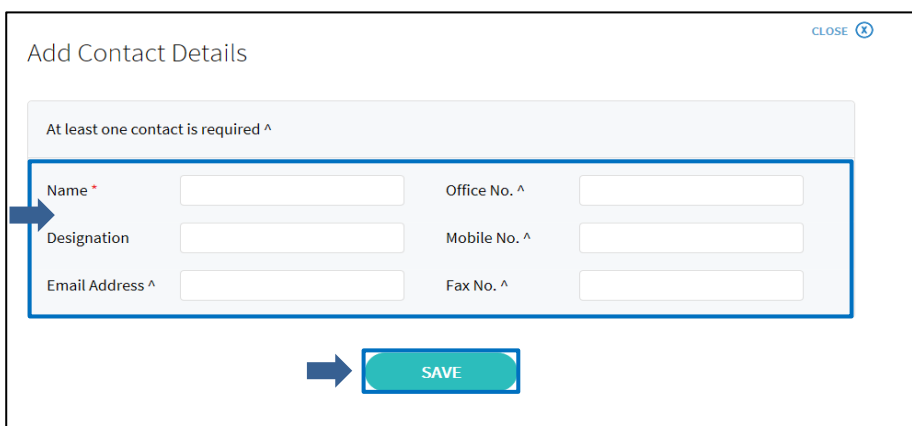 CLOSE X
Add Contact Details
At least one contact is required ^
Name * Office No. ^
Designation Mobile No. ^
Email Address ^ Fax No. ^
SAVE